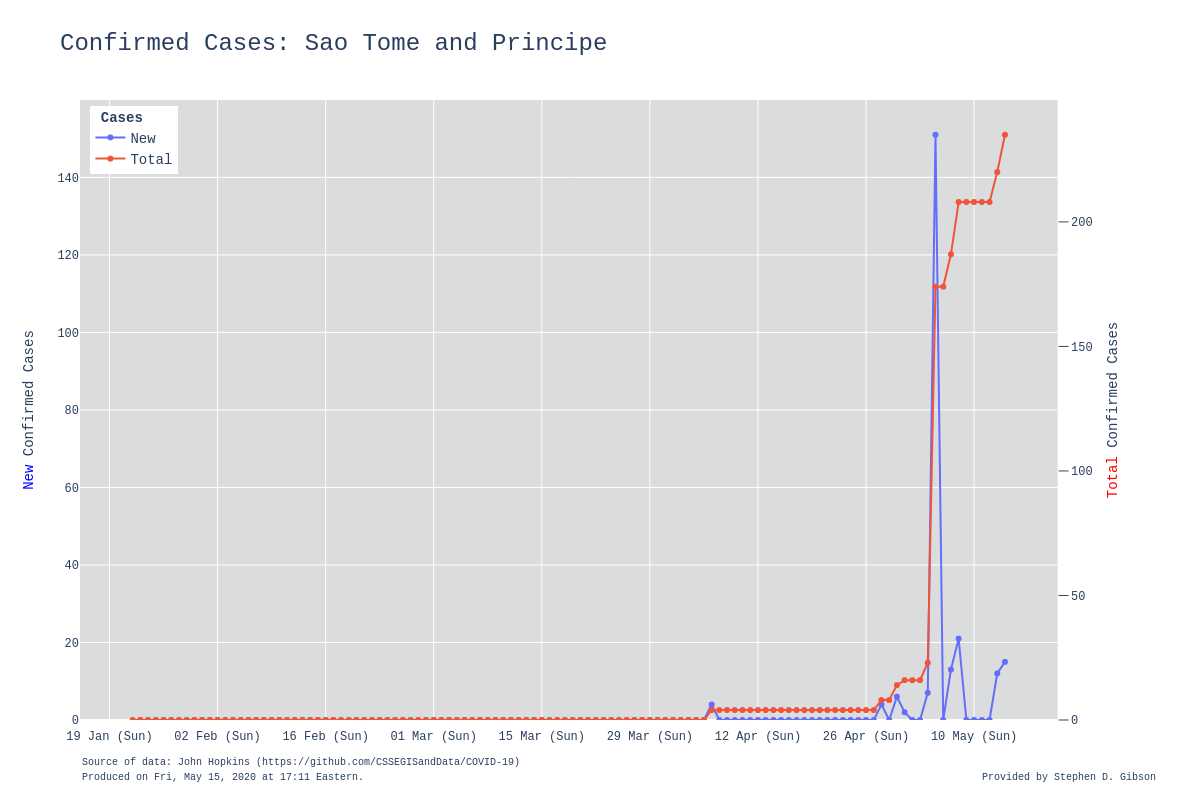 Confirmed Cases: Sao Tome and Principe
Cases
New
Total
140
120
100
80
60
40
20
0
New Confirmed Cases
200
150
100
50
0
Total Confirmed Cases
19 Jan (Sun) 02 Feb (Sun) 16 Feb (Sun) 01 Mar (Sun) 15 Mar (Sun) 29 Mar (Sun) 12 Apr (Sun) 26 Apr (Sun) 10 May (Sun)
Source of data: John Hopkins (https://github.com/CSSEGISandData/COVID-19)
Produced on Fri, May 15, 2020 at 17:11 Eastern.
Provided by Stephen D. Gibson